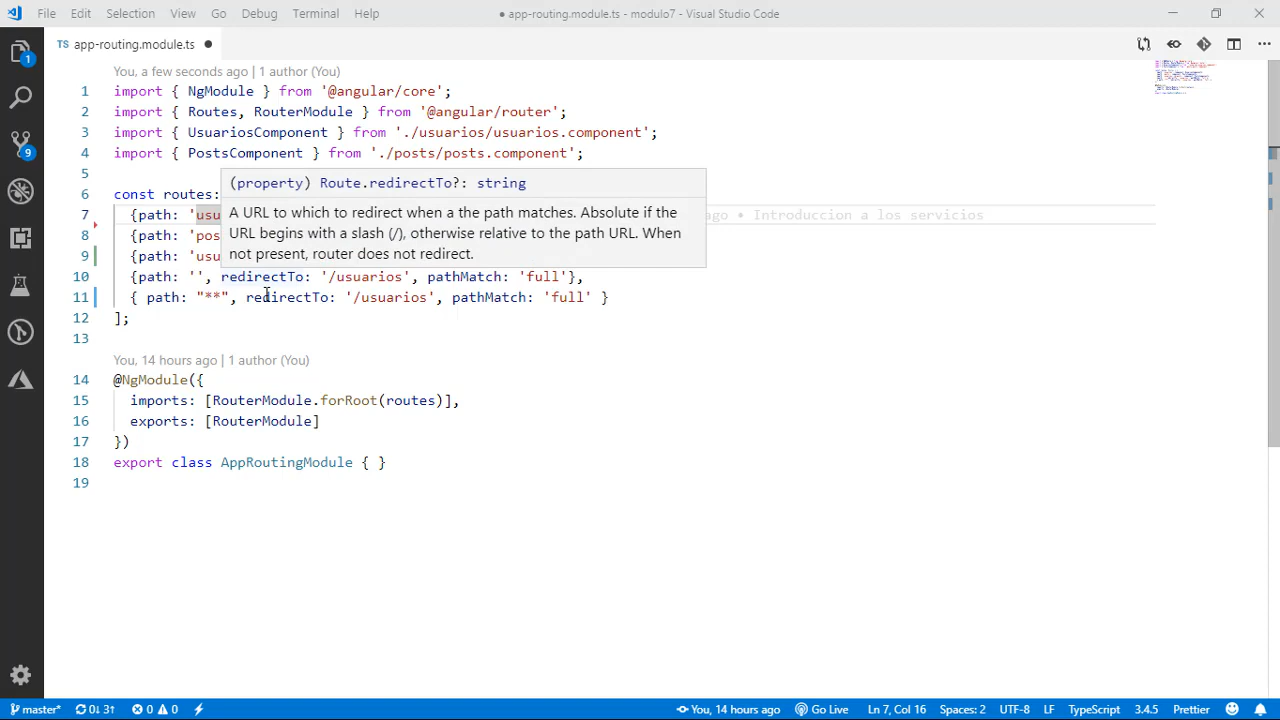 File Edit Selection View Go Debug Terminal Help
● app-routing.module.ts - modulo7 - Visual Studio Code
TS app-routing.module.ts ●
You, a few seconds ago | 1 author (You)
1 import { NgModule } from '@angular/core';
2 import { Routes, RouterModule } from '@angular/router';
3 import { UsuariosComponent } from './usuarios/usuarios.component';
4 import { PostsComponent } from './posts/posts.component';
5
6 const routes:
(property) Route.redirectTo?: string
A URL to which to redirect when a the path matches. Absolute if the
URL begins with a slash (/), otherwise relative to the path URL. When
not present, router does not redirect.
7 {path: 'usu ago • Introduccion a los servicios
8 {path: 'pos
9 {path: 'usu
10 {path: '', redirectTo: '/usuarios', pathMatch: 'full'},
11 { path: "**", redirectTo: '/usuarios', pathMatch: 'full' }
12 ];
13
You, 14 hours ago | 1 author (You)
14 @NgModule({
15 imports: [RouterModule.forRoot(routes)],
16 exports: [RouterModule]
17 })
18 export class AppRoutingModule { }
19
1
9
master* 0↓ 3↑ 0 0 You, 14 hours ago Go Live Ln 7, Col 16 Spaces: 2 UTF-8 LF TypeScript 3.4.5 Prettier